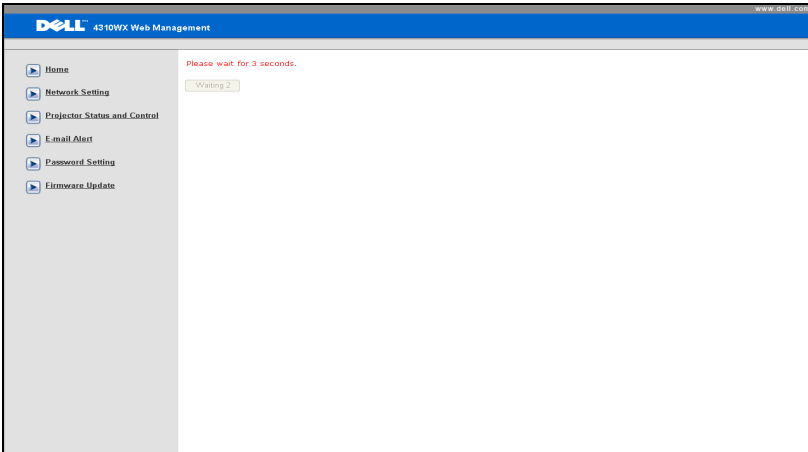 www.dell.com
DELL™ 4310WX Web Management
Home
Network Setting
Projector Status and Control
E-mail Alert
Password Setting
Firmware Update
Please wait for 3 seconds.
Waiting 2